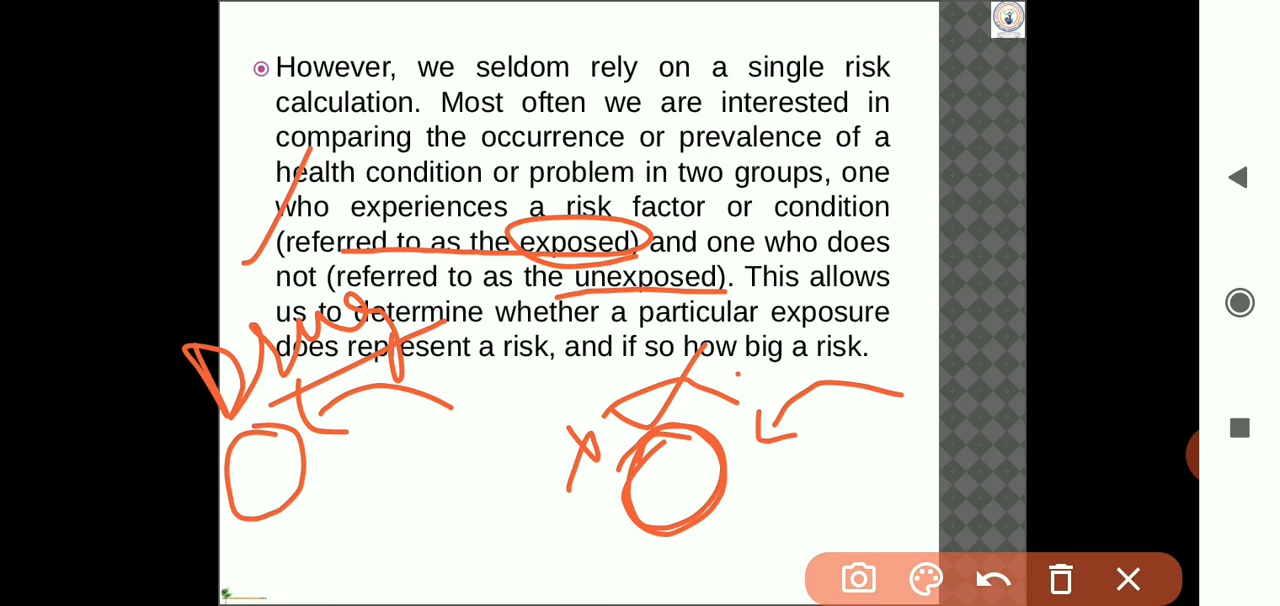 However, we seldom rely on a single risk
calculation. Most often we are interested in
comparing the occurrence or prevalence of a
health condition or problem in two groups, one
who experiences a risk factor or condition
(referred to as the exposed) and one who does
not (referred to as the unexposed). This allows
us to determine whether a particular exposure
does represent a risk, and if so how big a risk.
Drug